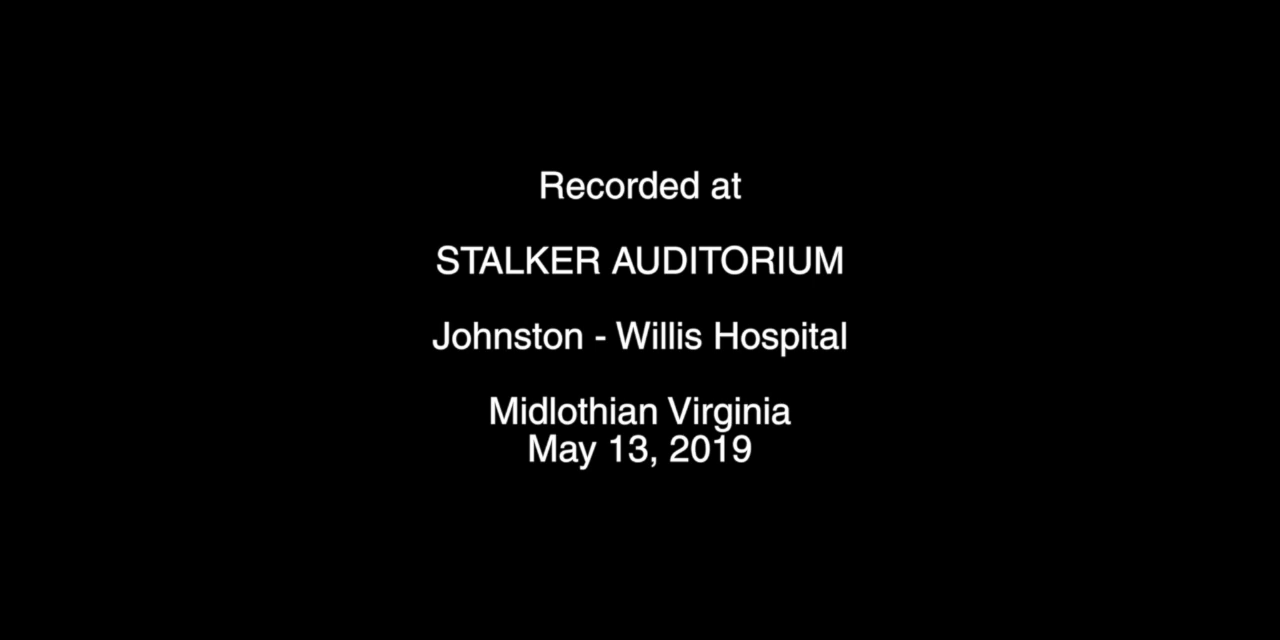 Recorded at
STALKER AUDITORIUM
Johnston - Willis Hospital
Midlothian Virginia
May 13, 2019